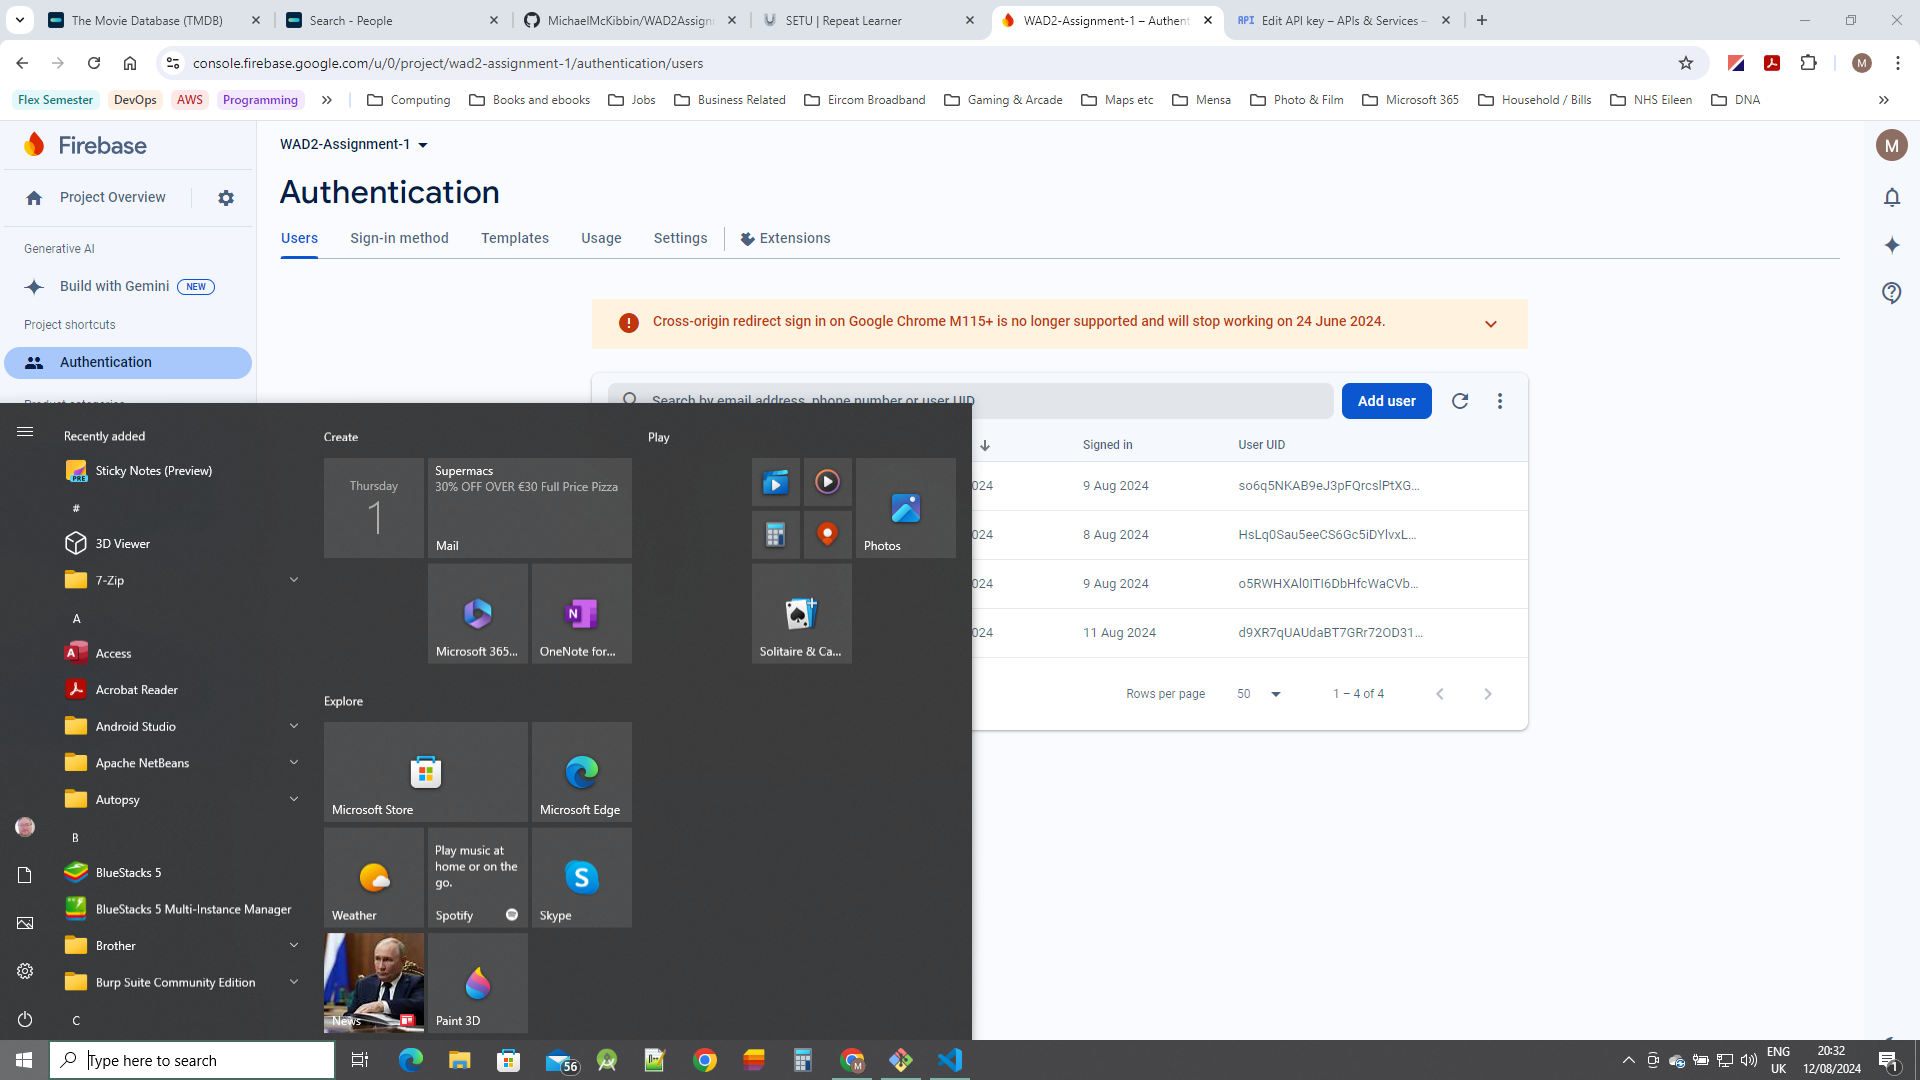 The Movie Database (TMDB)
Search - People
MichaelMcKibbin/WAD2Assignm
SETU | Repeat Learner
WAD2-Assignment-1 – Authent
API
Edit API key – APIs & Services –
console.firebase.google.com/u/0/project/wad2-assignment-1/authentication/users
M
Flex Semester
DevOps
AWS
Programming
Computing
Books and ebooks
Jobs
Business Related
Eircom Broadband
Gaming & Arcade
Maps etc
Mensa
Photo & Film
Microsoft 365
Household / Bills
NHS Eileen
DNA
Firebase
WAD2-Assignment-1
M
Project Overview
Authentication
Generative AI
Users
Sign-in method
Templates
Usage
Settings
Extensions
Build with Gemini
NEW
Project shortcuts
Cross-origin redirect sign in on Google Chrome M115+ is no longer supported and will stop working on 24 June 2024.
Authentication
Search by email address, phone number or user UID
Add user
Signed in
User UID
024
9 Aug 2024
so6q5NKAB9eJ3pFQrcslPtXG...
024
8 Aug 2024
HsLq0Sau5eeCS6Gc5iDYlvxL...
024
9 Aug 2024
o5RWHXAl0ITI6DbHfcWaCVb...
024
11 Aug 2024
d9XR7qUAUdaBT7GRr72OD31...
Rows per page
50
1 – 4 of 4
Recently added
Sticky Notes (Preview)
#
3D Viewer
7-Zip
A
Access
Acrobat Reader
Android Studio
Apache NetBeans
Autopsy
B
BlueStacks 5
BlueStacks 5 Multi-Instance Manager
Brother
Burp Suite Community Edition
C
Create
Thursday
1
Supermacs
30% OFF OVER €30 Full Price Pizza
Mail
Microsoft 365...
OneNote for...
Play
Photos
Solitaire & Ca...
Explore
Microsoft Store
Microsoft Edge
Weather
Play music at
home or on the
go.
Spotify
Skype
News
Paint 3D
Type here to search
56
M
ENG
UK
20:32
12/08/2024
1